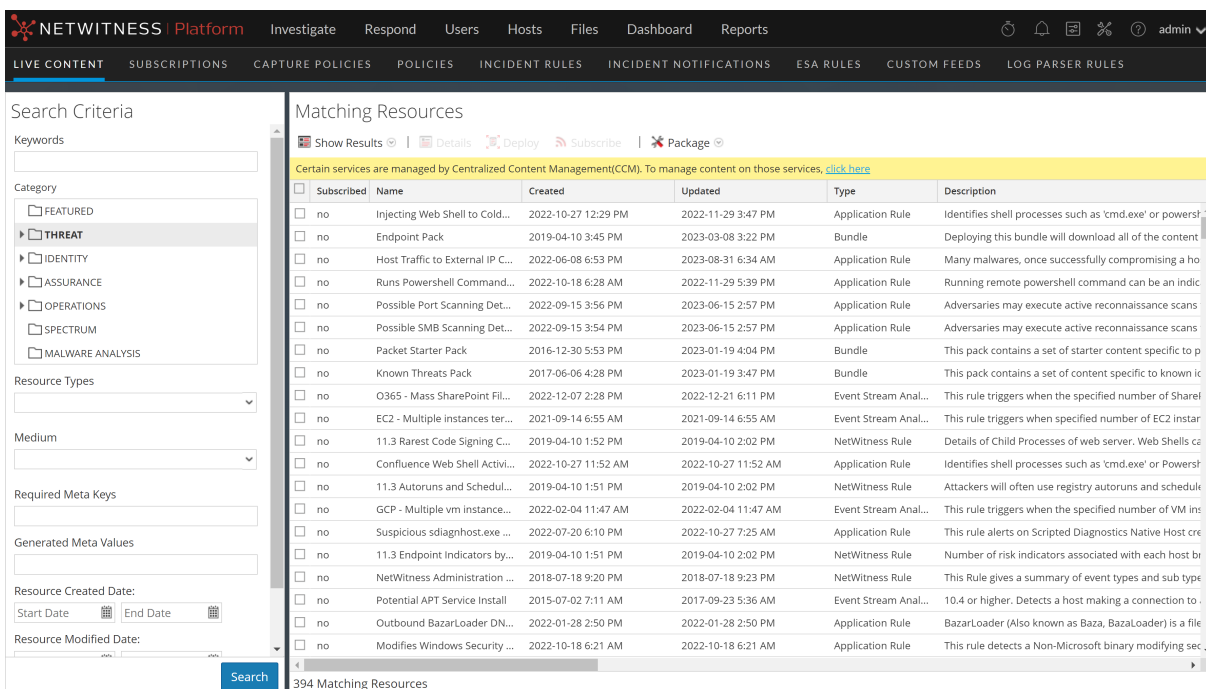 NETWITNESS Platform Investigate Respond Users Hosts Files Dashboard Reports admin
LIVE CONTENT SUBSCRIPTIONS CAPTURE POLICIES POLICIES INCIDENT RULES INCIDENT NOTIFICATIONS ESA RULES CUSTOM FEEDS LOG PARSER RULES
Search Criteria
Keywords
Category
FEATURED
THREAT
IDENTITY
ASSURANCE
OPERATIONS
SPECTRUM
MALWARE ANALYSIS
Resource Types
Medium
Required Meta Keys
Generated Meta Values
Resource Created Date:
Start Date End Date
Resource Modified Date:
Search
Matching Resources
Show Results Details Deploy Subscribe Package
Certain services are managed by Centralized Content Management(CCM). To manage content on those services, click here
Subscribed Name Created Updated Type Description
no Injecting Web Shell to Cold... 2022-10-27 12:29 PM 2022-11-29 3:47 PM Application Rule Identifies shell processes such as 'cmd.exe' or powersh
no Endpoint Pack 2019-04-10 3:45 PM 2023-03-08 3:22 PM Bundle Deploying this bundle will download all of the content
no Host Traffic to External IP C... 2022-06-08 6:53 PM 2023-08-31 6:34 AM Application Rule Many malwares, once successfully compromising a ho
no Runs Powershell Command... 2022-10-18 6:28 AM 2022-11-29 5:39 PM Application Rule Running remote powershell command can be an indic
no Possible Port Scanning Det... 2022-09-15 3:56 PM 2023-06-15 2:57 PM Application Rule Adversaries may execute active reconnaissance scans
no Possible SMB Scanning Det... 2022-09-15 3:54 PM 2023-06-15 2:57 PM Application Rule Adversaries may execute active reconnaissance scans
no Packet Starter Pack 2016-12-30 5:53 PM 2023-01-19 4:04 PM Bundle This pack contains a set of starter content specific to p
no Known Threats Pack 2017-06-06 4:28 PM 2023-01-19 3:47 PM Bundle This pack contains a set of content specific to known ic
no O365 - Mass SharePoint Fil... 2022-12-07 2:28 PM 2022-12-21 6:11 PM Event Stream Anal... This rule triggers when the specified number of Share
no EC2 - Multiple instances ter... 2021-09-14 6:55 AM 2021-09-14 6:55 AM Event Stream Anal... This rule triggers when specified number of EC2 instar
no 11.3 Rarest Code Signing C... 2019-04-10 1:52 PM 2019-04-10 2:02 PM NetWitness Rule Details of Child Processes of web server. Web Shells ca
no Confluence Web Shell Activi... 2022-10-27 11:52 AM 2022-10-27 11:52 AM Application Rule Identifies shell processes such as 'cmd.exe' or Powersh
no 11.3 Autoruns and Schedul... 2019-04-10 1:51 PM 2019-04-10 2:02 PM NetWitness Rule Attackers will often use registry autoruns and schedule
no GCP - Multiple vm instance... 2022-02-04 11:47 AM 2022-02-04 11:47 AM Event Stream Anal... This rule triggers when the specified number of VM ins
no Suspicious sdiagnhost.exe ... 2022-07-20 6:10 PM 2022-10-27 7:25 AM Application Rule This rule alerts on Scripted Diagnostics Native Host cre
no 11.3 Endpoint Indicators by... 2019-04-10 1:51 PM 2019-04-10 2:02 PM NetWitness Rule Number of risk indicators associated with each host br
no NetWitness Administration ... 2018-07-18 9:20 PM 2018-07-18 9:23 PM NetWitness Rule This Rule gives a summary of event types and sub type
no Potential APT Service Install 2015-07-02 7:11 AM 2017-09-23 5:36 AM Event Stream Anal... 10.4 or higher. Detects a host making a connection to
no Outbound BazarLoader DN... 2022-01-28 2:50 PM 2022-01-28 2:50 PM Application Rule BazarLoader (Also known as Baza, BazaLoader) is a file
no Modifies Windows Security ... 2022-10-18 6:21 AM 2022-10-18 6:21 AM Application Rule This rule detects a Non-Microsoft binary modifying sec
394 Matching Resources